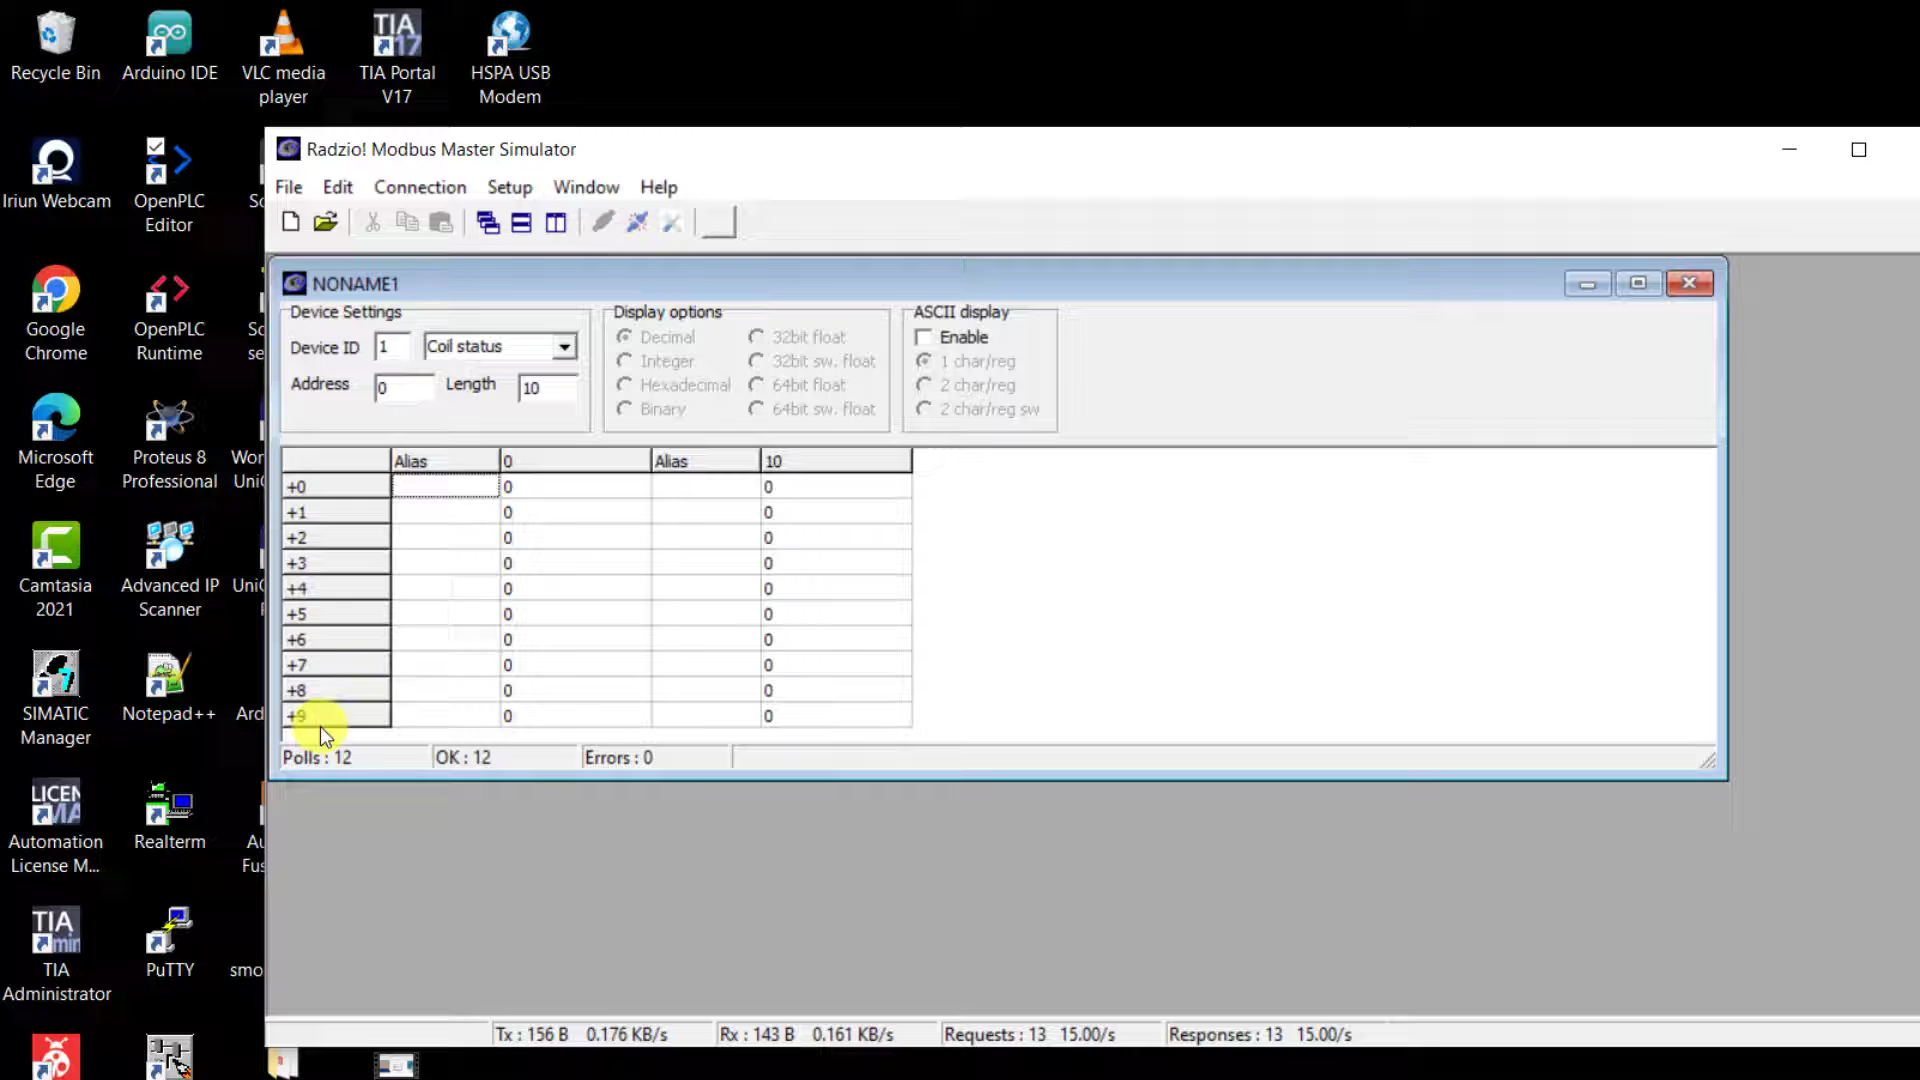 Recycle Bin
Arduino IDE
VLC media player
TIA Portal V17
HSPA USB Modem
Iriun Webcam
OpenPLC Editor
Google Chrome
OpenPLC Runtime
Microsoft Edge
Proteus 8 Professional
Camtasia 2021
Advanced IP Scanner
SIMATIC Manager
Notepad++
Automation License M...
Realterm
TIA Administrator
PuTTY
smo
Radzio! Modbus Master Simulator
File Edit Connection Setup Window Help
NONAME1
Device Settings
Device ID 1 Coil status
Address 0 Length 10
Display options
Decimal 32bit float
Integer 32bit sw. float
Hexadecimal 64bit float
Binary 64bit sw. float
ASCII display
Enable
1 char/reg
2 char/reg
2 char/reg sw
Alias 0 Alias 10
+0 0 0
+1 0 0
+2 0 0
+3 0 0
+4 0 0
+5 0 0
+6 0 0
+7 0 0
+8 0 0
+9 0 0
Polls : 12 OK : 12 Errors : 0
Tx : 156 B 0.176 KB/s Rx : 143 B 0.161 KB/s Requests : 13 15.00/s Responses : 13 15.00/s